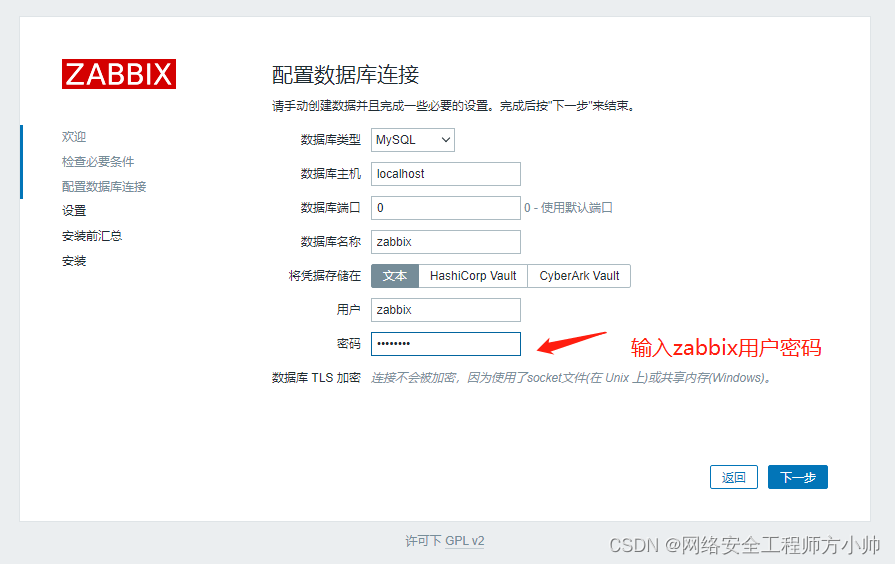 ZABBIX
欢迎
检查必要条件
配置数据库连接
设置
安装前汇总
安装
配置数据库连接
请手动创建数据并且完成一些必要的设置。完成后按"下一步"来结束。
数据库类型 MySQL
数据库主机 localhost
数据库端口 0 0 - 使用默认端口
数据库名称 zabbix
将凭据存储在 文本 HashiCorp Vault CyberArk Vault
用户 zabbix
密码 •••••••• 输入zabbix用户密码
数据库 TLS 加密 连接不会被加密，因为使用了socket文件(在 Unix 上)或共享内存(Windows)。
返回 下一步
许可下 GPL v2
CSDN @网络安全工程师方小帅